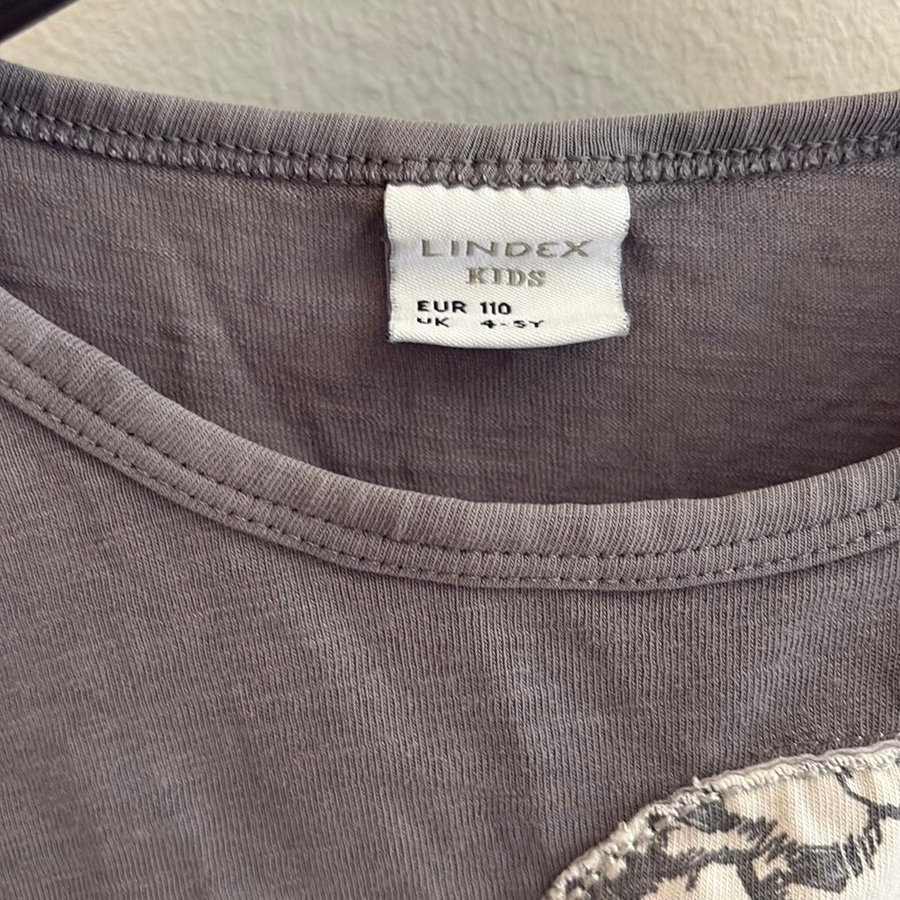 LINDEX
KIDS
EUR 110
UK 4-5Y